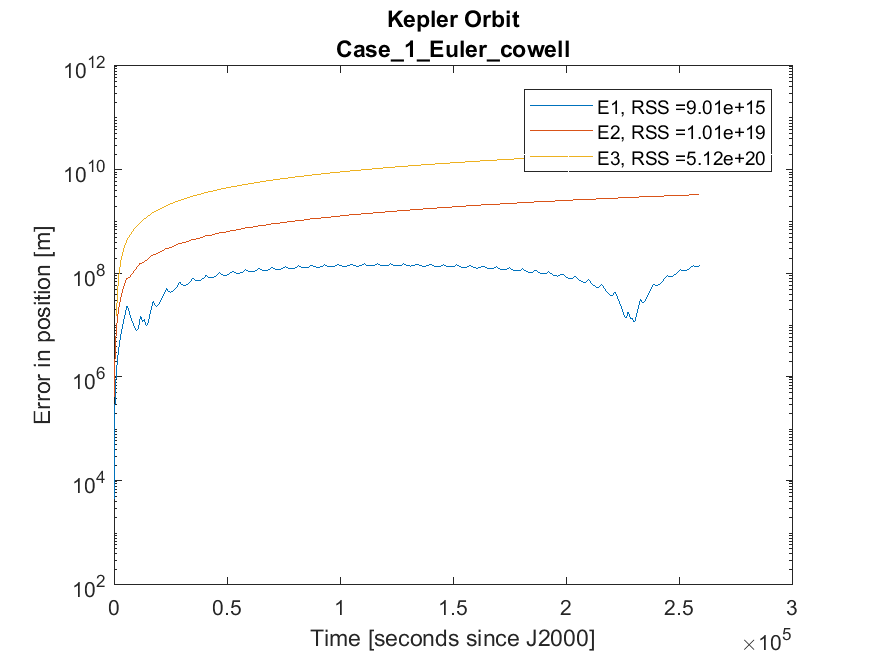 Kepler Orbit
Case_1_Euler_cowell
10^12
10^10
10^8
10^6
10^4
10^2
Error in position [m]
E1, RSS =9.01e+15
E2, RSS =1.01e+19
E3, RSS =5.12e+20
0 0.5 1 1.5 2 2.5 3
Time [seconds since J2000]
×10^5